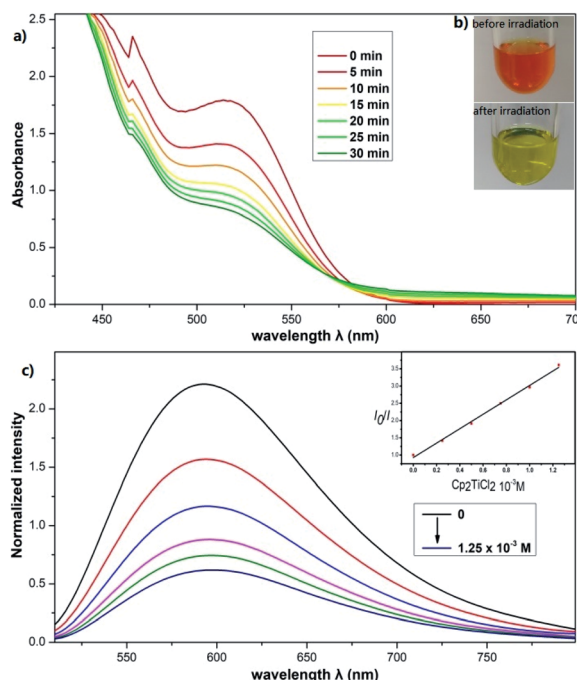 a)
2.5
2.0
1.5
1.0
0.5
0.0
Absorbance
0 min
5 min
10 min
15 min
20 min
25 min
30 min
450 500 550 600 650 700
wavelength λ (nm)
b)
before irradiation
after irradiation
c)
2.0
1.5
1.0
0.5
0.0
Normalized intensity
550 600 650 700 750
wavelength λ (nm)
3.5
3.0
2.5
2.0
1.5
1.0
I0/I
0.0 0.2 0.4 0.6 0.8 1.0 1.2
Cp2TiCl2 10⁻³M
0
1.25 x 10⁻³ M